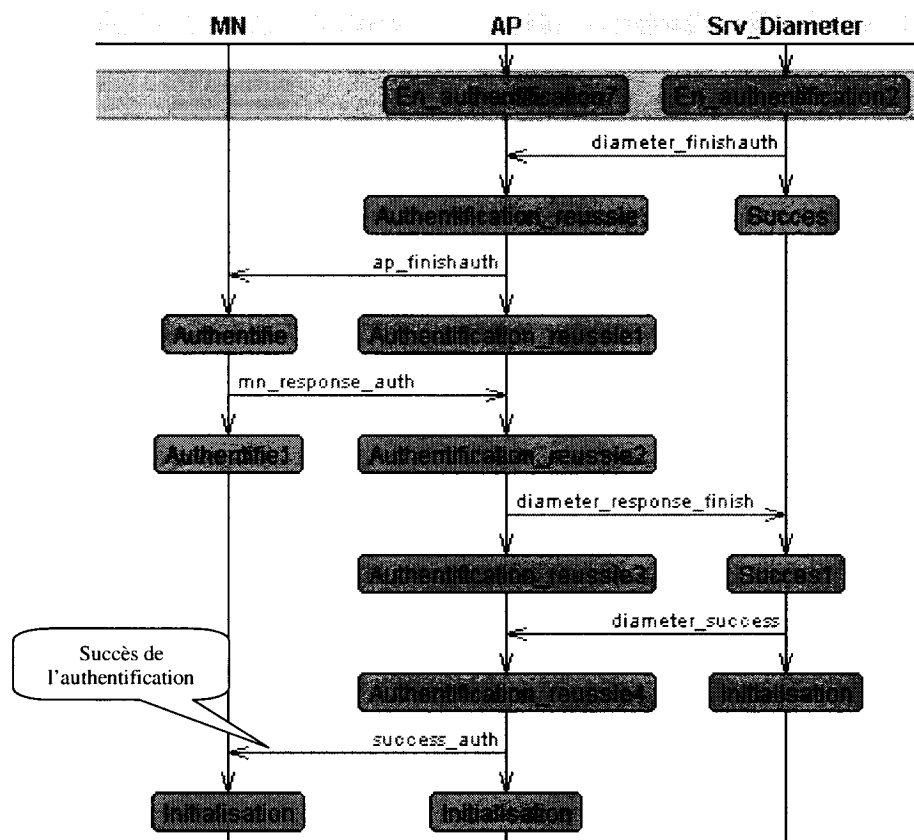 MN AP Srv_Diameter
En_authentification7 En_authentification2
diameter_finishauth
Authentification_reussie Succes
ap_finishauth
Authentifie Authentification_reussie1
mn_response_auth
Authentifie1 Authentification_reussie2
diameter_response_finish
Authentification_reussie3 Succes1
diameter_success
Succès de
l'authentification
Authentification_reussie4 Initialisation
success_auth
Initialisation Initialisation